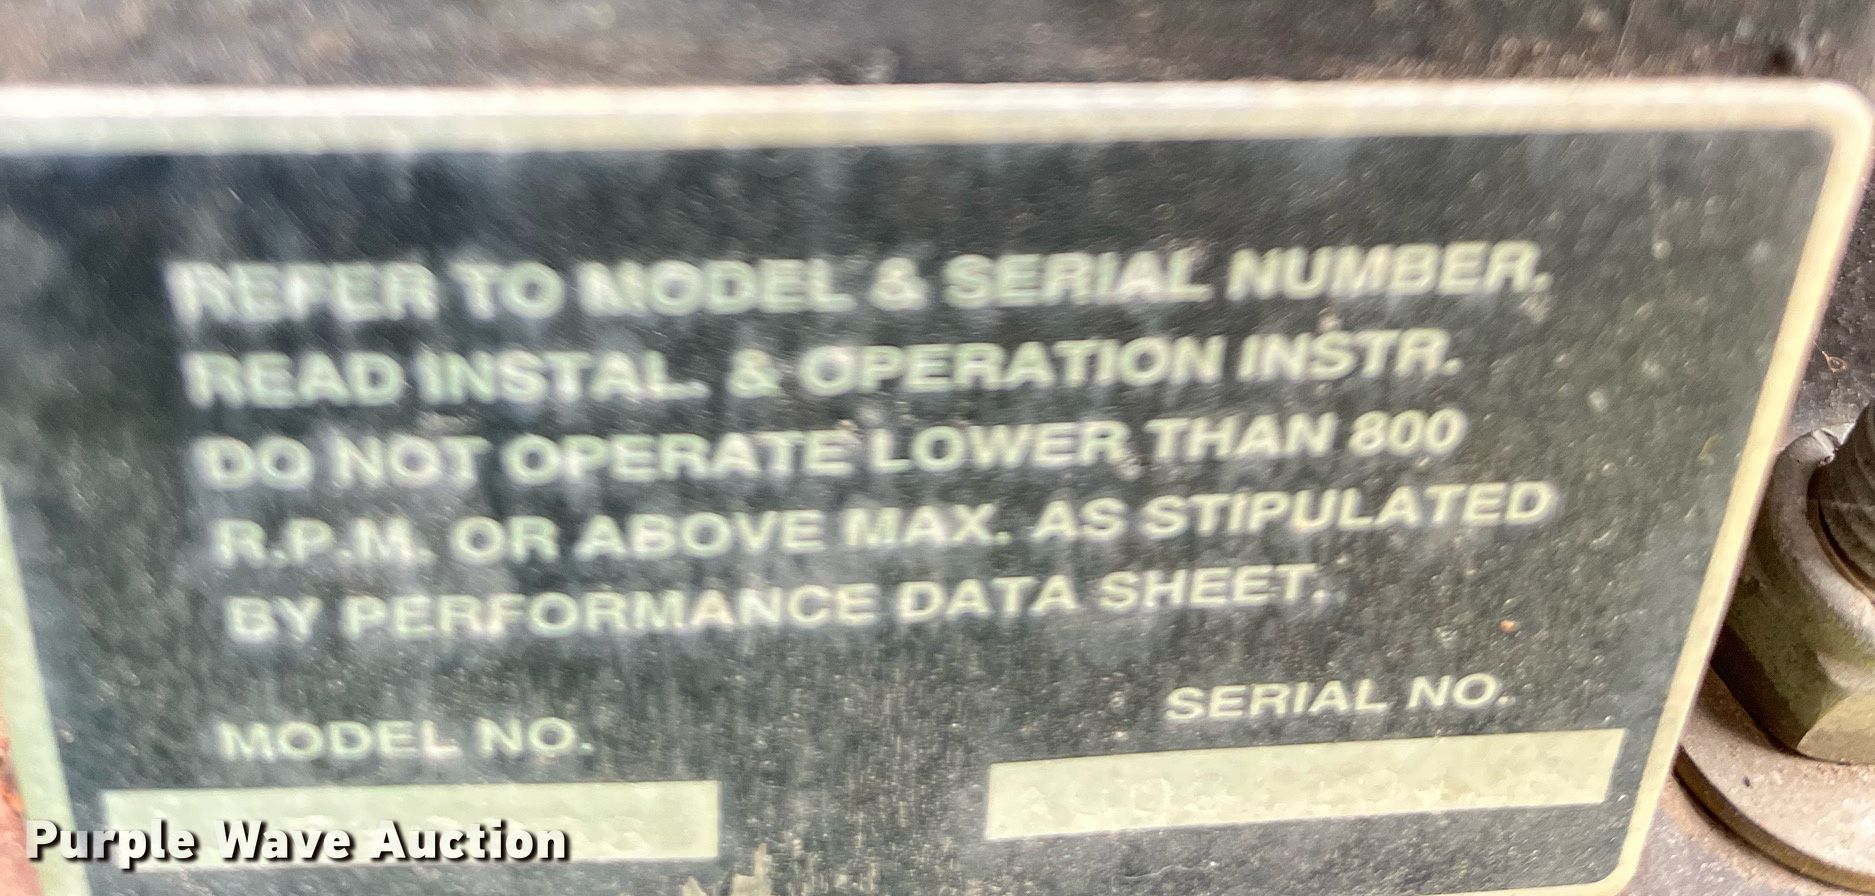 REFER TO MODEL & SERIAL NUMBER.
READ INSTAL. & OPERATION INSTR.
DO NOT OPERATE LOWER THAN 800
R.P.M. OR ABOVE MAX. AS STIPULATED
BY PERFORMANCE DATA SHEET.
MODEL NO. SERIAL NO.
Purple Wave Auction